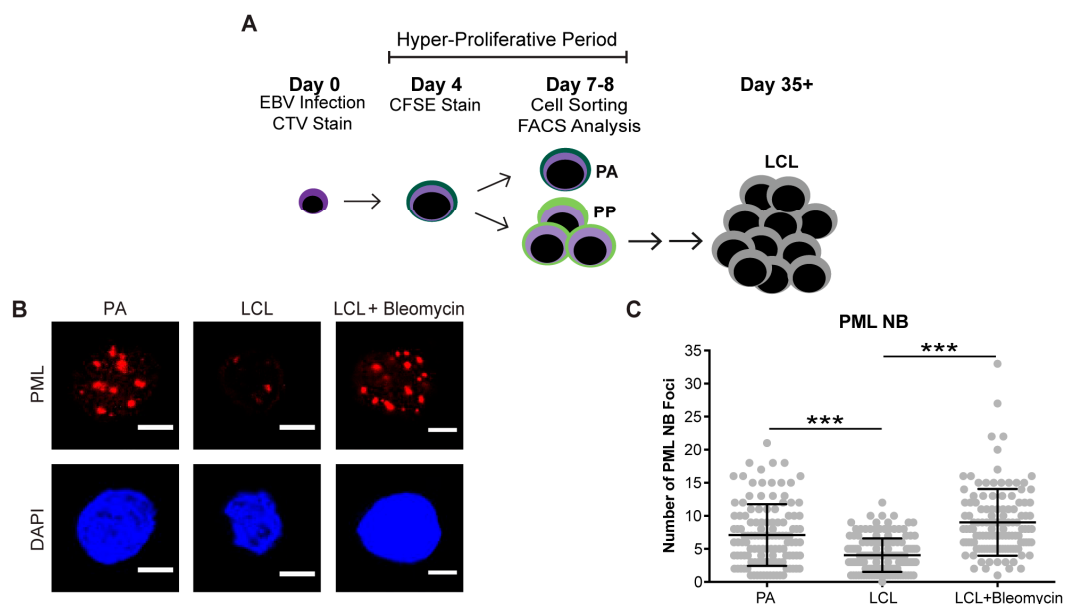 A
Hyper-Proliferative Period
Day 0
EBV Infection
CTV Stain
Day 4
CFSE Stain
Day 7-8
Cell Sorting
FACS Analysis
Day 35+
PA
PP
LCL
B
PA
LCL
LCL + Bleomycin
PML
DAPI
C
PML NB
Number of PML NB Foci
35
30
25
20
15
10
5
0
***
***
PA
LCL
LCL+Bleomycin